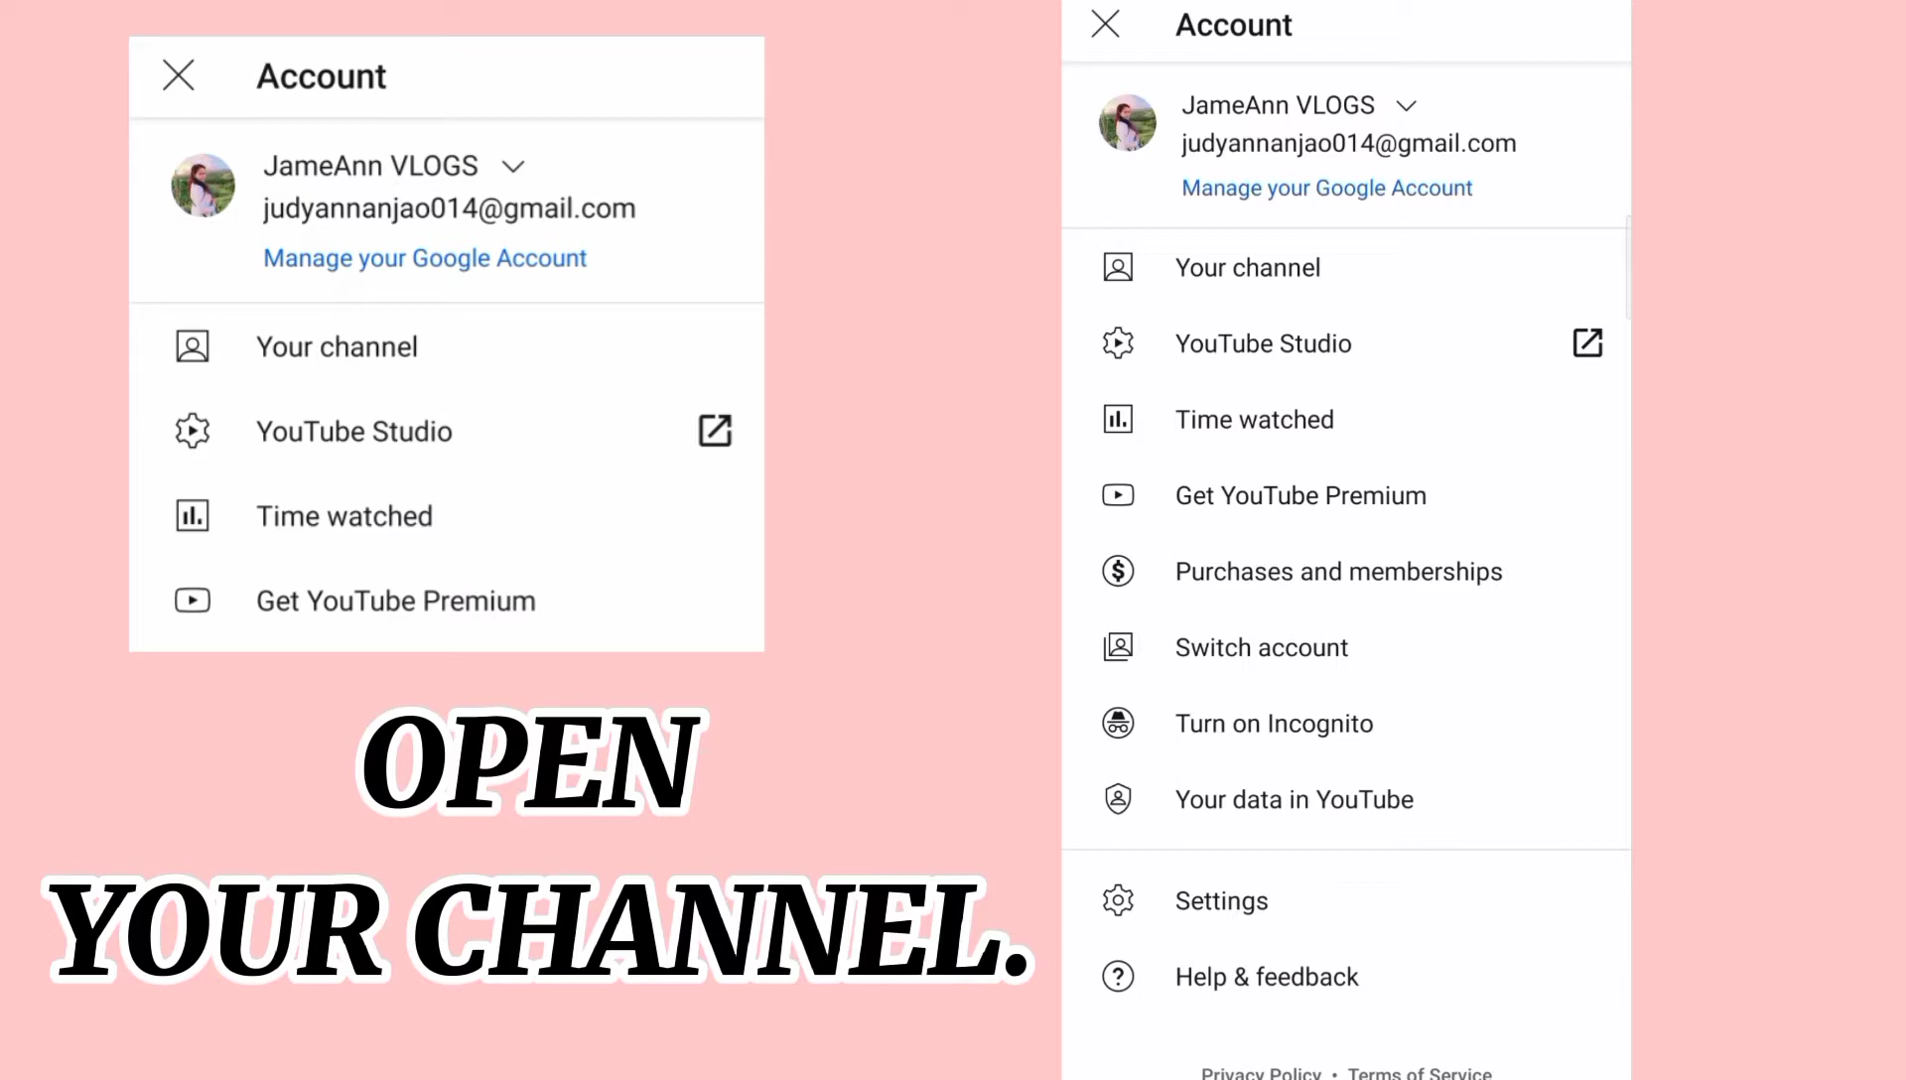 Account
JameAnn VLOGS
judyannanjao014@gmail.com
Manage your Google Account
Your channel
YouTube Studio
Time watched
Get YouTube Premium
OPEN
YOUR CHANNEL.
Account
JameAnn VLOGS
judyannanjao014@gmail.com
Manage your Google Account
Your channel
YouTube Studio
Time watched
Get YouTube Premium
Purchases and memberships
Switch account
Turn on Incognito
Your data in YouTube
Settings
Help & feedback
Privacy Policy • Terms of Service